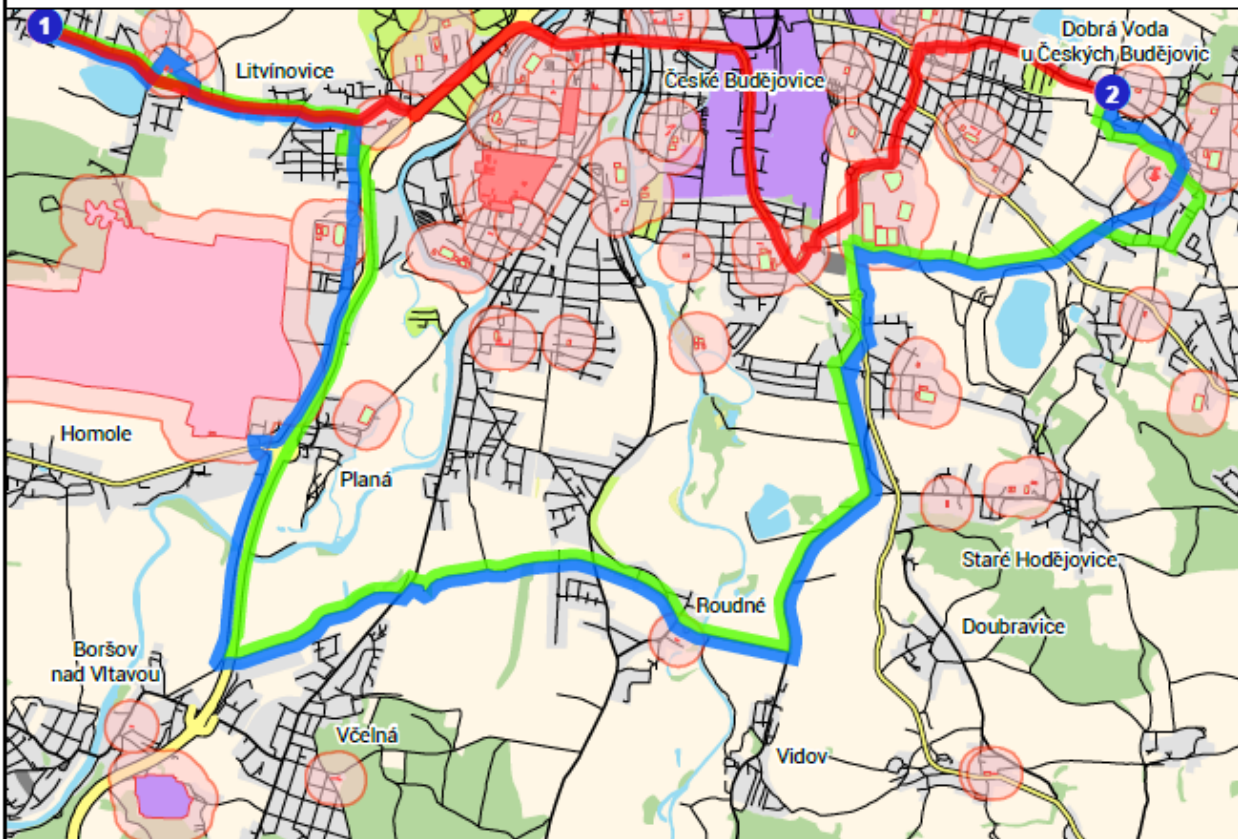 1
Litvínovice
Dobrá Voda
u Českých Budějovic
České Budějovice
2
Homole
Planá
Staré Hodějovice
Roudné
Doubravice
Boršov
nad Vltavou
Včelná
Vidov